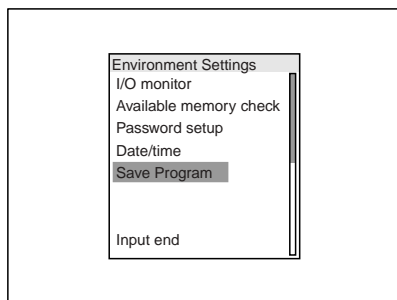 Environment Settings
I/O monitor
Available memory check
Password setup
Date/time
Save Program
Input end